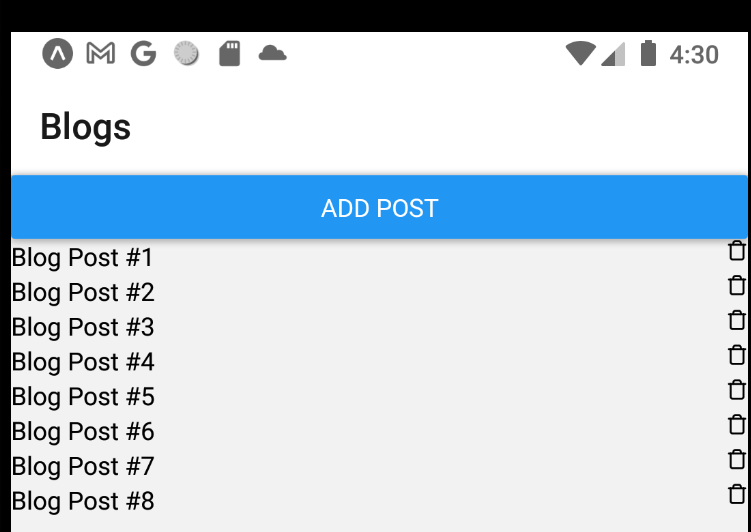 4:30
Blogs
ADD POST
Blog Post #1
Blog Post #2
Blog Post #3
Blog Post #4
Blog Post #5
Blog Post #6
Blog Post #7
Blog Post #8